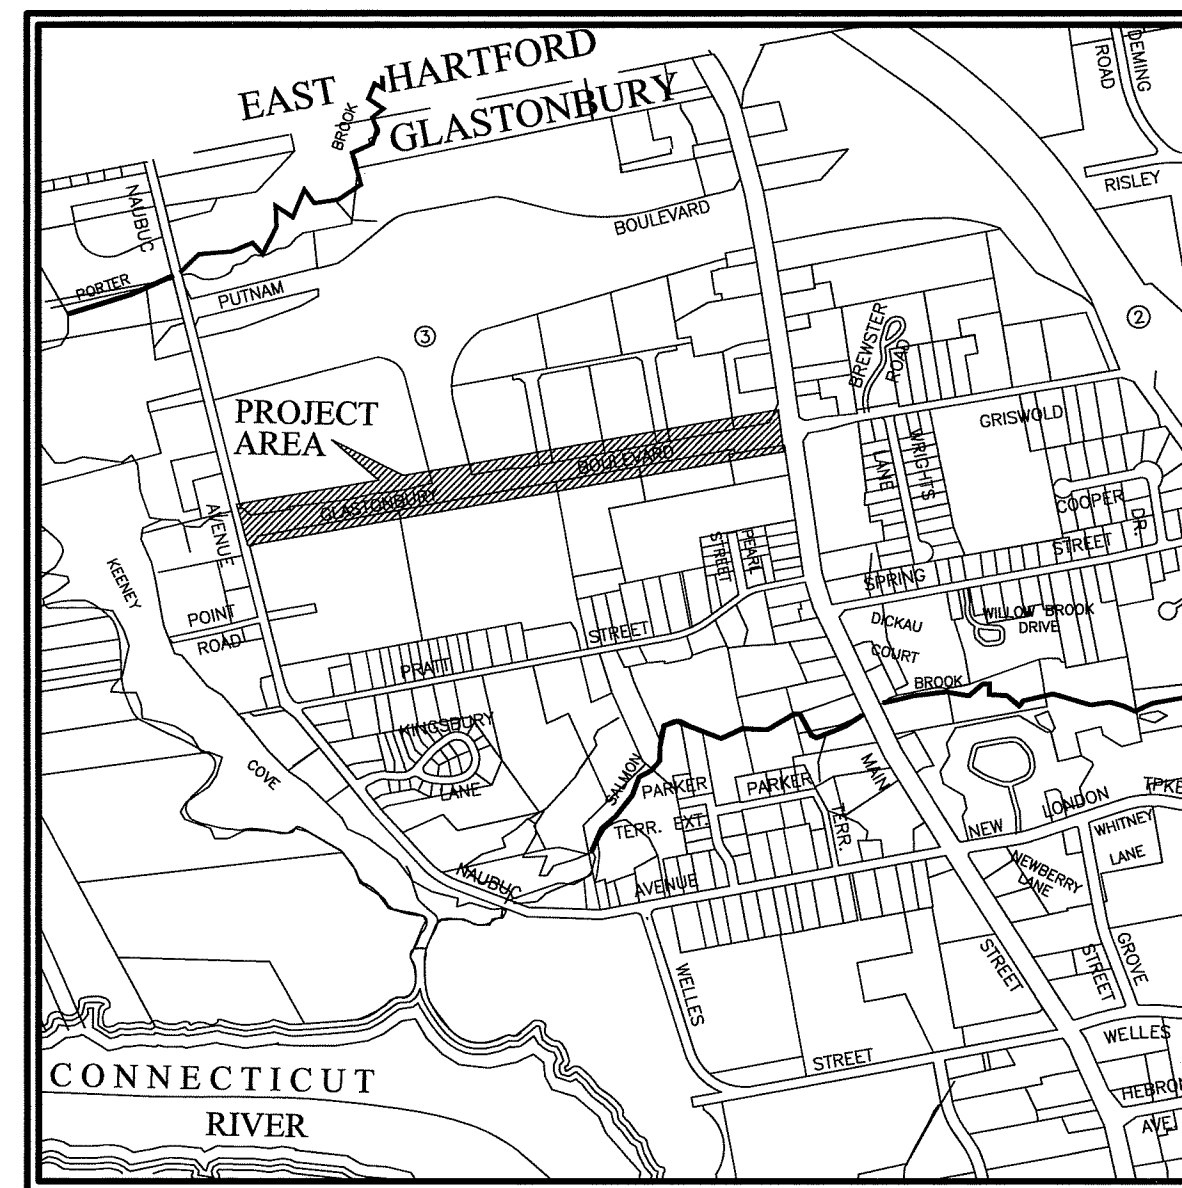 EAST HARTFORD
GLASTONBURY
BROOK
DEMING
ROAD
RISLEY
NAUBUC
BOULEVARD
PORTER
PUTNAM
③
②
BREWSTER
ROAD
PROJECT
AREA
GRISWOLD
GLASTONBURY BOULEVARD
LANE
WRIGHTS
COOPER
DR.
AVENUE
STREET
PEARL
STREET
KEENEY
SPRING
POINT
ROAD
WILLOW BROOK
DRIVE
DICKAU
COURT
STREET
PRATT
BROOK
KINGSBURY
LANE
COVE
SALMON
MAIN
PARKER
PARKER
TERR. EXT.
TERR.
NEW LONDON TPKE
WHITNEY
LANE
NEWBERRY
LANE
NAUBUC
AVENUE
WELLES
STREET
STREET
GROVE
STREET
WELLES
CONNECTICUT
RIVER
HEBRON
AVE